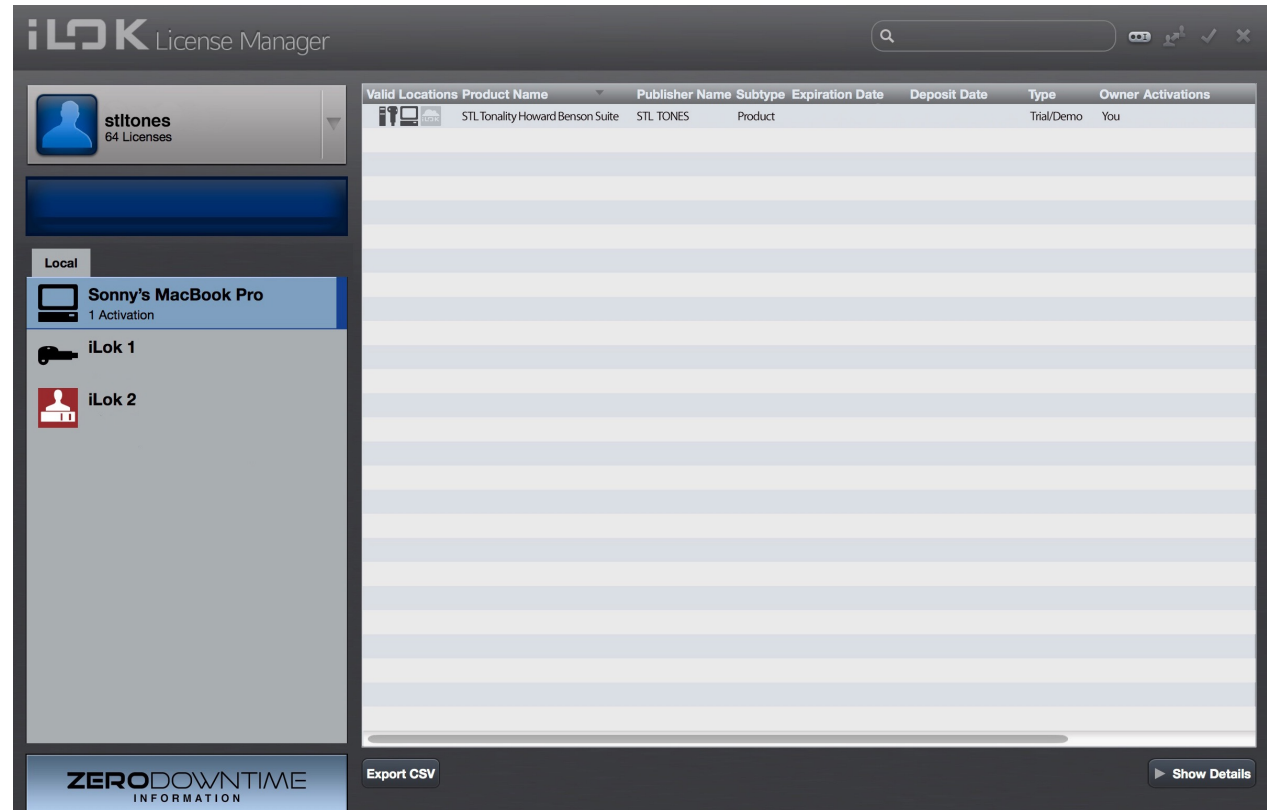 iLOK License Manager
stltones
64 Licenses
Local
Sonny's MacBook Pro
1 Activation
iLok 1
iLok 2
ZERODOWNTIME
INFORMATION
Valid Locations Product Name Publisher Name Subtype Expiration Date Deposit Date Type Owner Activations
STL Tonality Howard Benson Suite STL TONES Product Trial/Demo You
Export CSV
Show Details